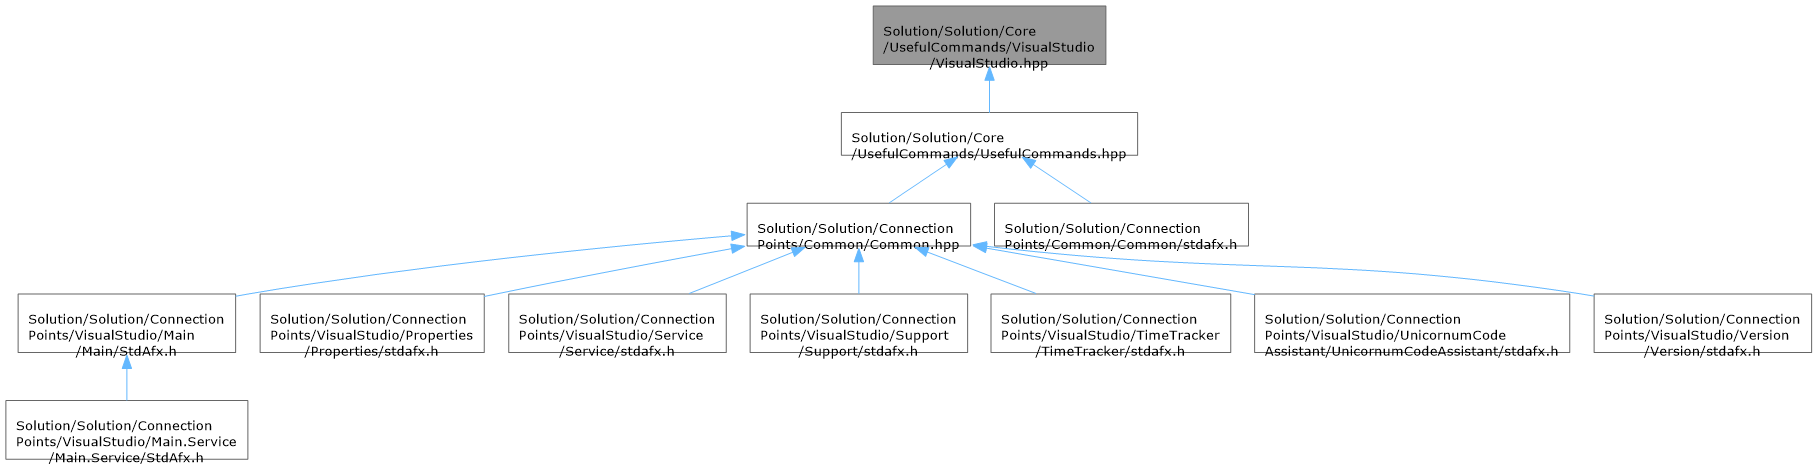 Solution/Solution/Core
/UsefulCommands/VisualStudio
/VisualStudio.hpp
Solution/Solution/Core
/UsefulCommands/UsefulCommands.hpp
Solution/Solution/Connection
Points/Common/Common.hpp
Solution/Solution/Connection
Points/Common/Common/stdafx.h
Solution/Solution/Connection
Points/VisualStudio/Main
/Main/StdAfx.h
Solution/Solution/Connection
Points/VisualStudio/Properties
/Properties/stdafx.h
Solution/Solution/Connection
Points/VisualStudio/Service
/Service/stdafx.h
Solution/Solution/Connection
Points/VisualStudio/Support
/Support/stdafx.h
Solution/Solution/Connection
Points/VisualStudio/TimeTracker
/TimeTracker/stdafx.h
Solution/Solution/Connection
Points/VisualStudio/UnicornumCode
Assistant/UnicornumCodeAssistant/stdafx.h
Solution/Solution/Connection
Points/VisualStudio/Version
/Version/stdafx.h
Solution/Solution/Connection
Points/VisualStudio/Main.Service
/Main.Service/StdAfx.h